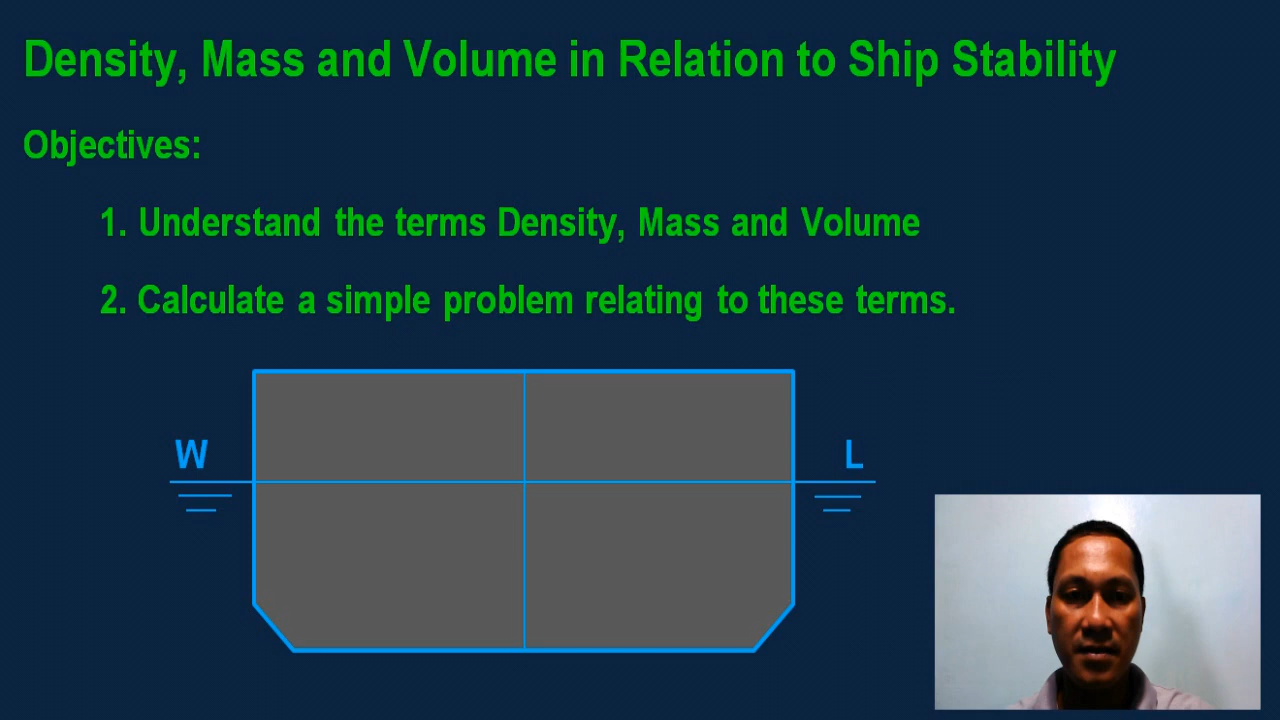 Density, Mass and Volume in Relation to Ship Stability
Objectives:
1. Understand the terms Density, Mass and Volume
2. Calculate a simple problem relating to these terms.
W
L